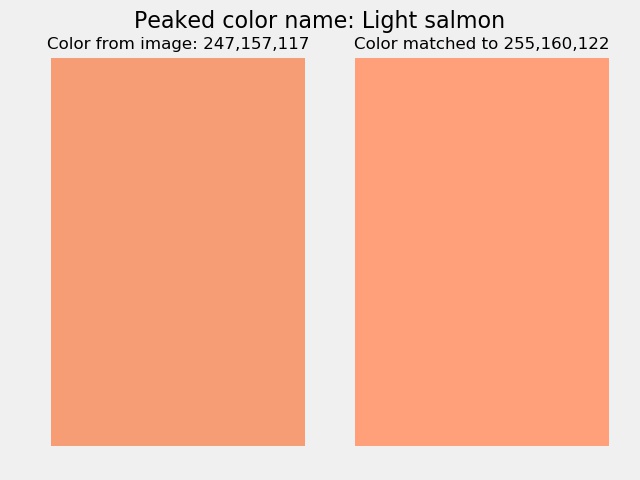 Peaked color name: Light salmon
Color from image: 247,157,117
Color matched to 255,160,122